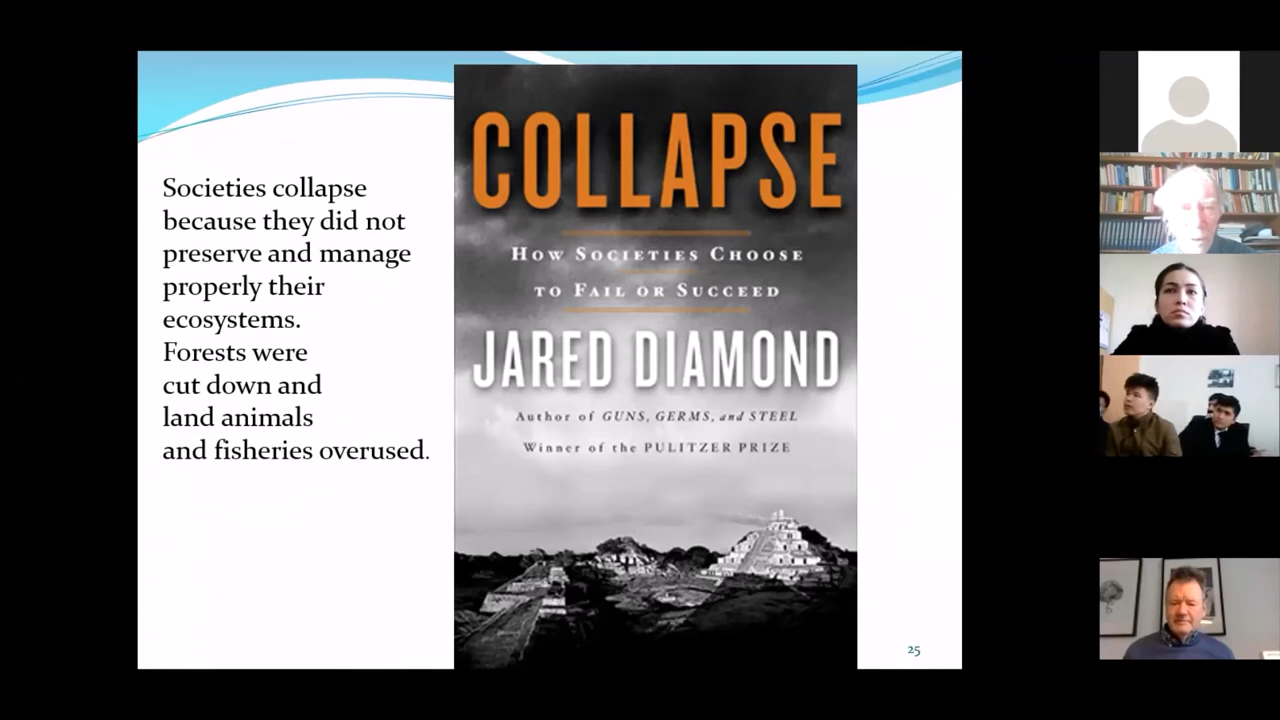 Societies collapse
because they did not
preserve and manage
properly their
ecosystems.
Forests were
cut down and
land animals
and fisheries overused.
COLLAPSE
HOW SOCIETIES CHOOSE
TO FAIL OR SUCCEED
JARED DIAMOND
Author of GUNS, GERMS, and STEEL
Winner of the PULITZER PRIZE
25